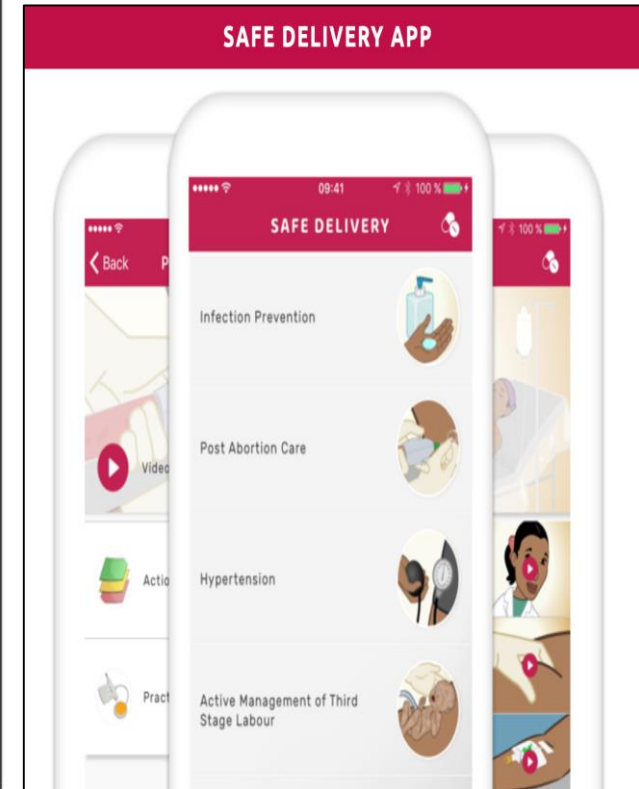 SAFE DELIVERY APP
09:41
100 %
SAFE DELIVERY
Infection Prevention
Post Abortion Care
Hypertension
Active Management of Third
Stage Labour
Back
100 %